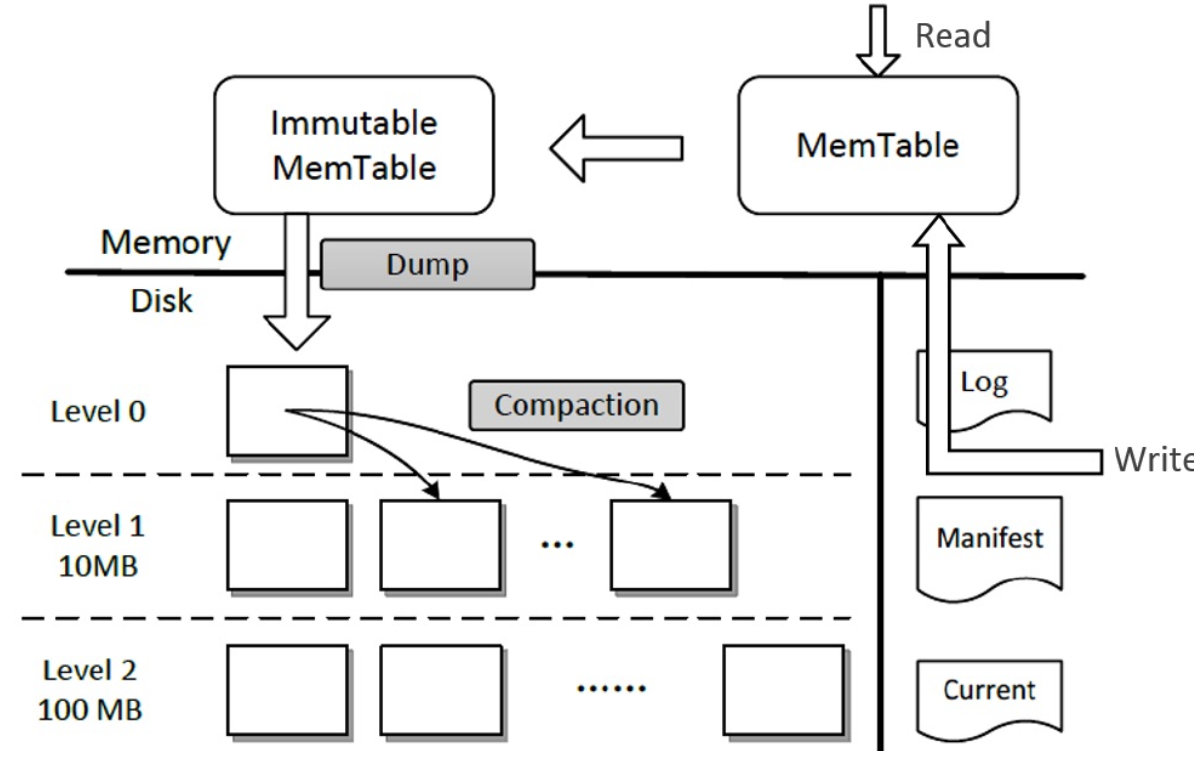 Read
Immutable
MemTable
MemTable
Memory
Dump
Disk
Level 0
Compaction
Log
Write
Level 1
10MB
...
Manifest
Level 2
100 MB
......
Current